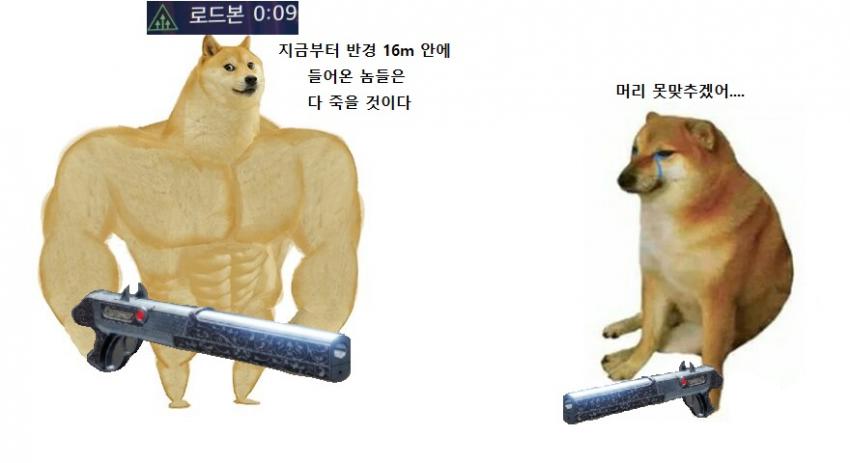 로드본 0:09
지금부터 반경 16m 안에
들어온 놈들은
다 죽을 것이다
머리 못맞추겠어....